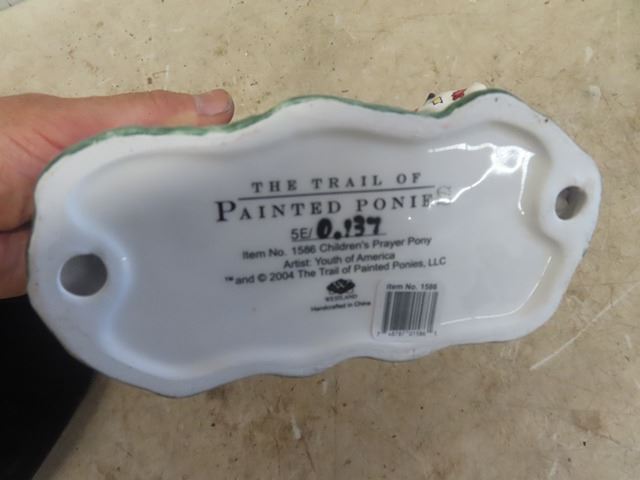 THE TRAIL OF
PAINTED PONIES
5E/0.137
Item No. 1586 Children's Prayer Pony
Artist: Youth of America
™ and © 2004 The Trail of Painted Ponies, LLC
WESTLAND
Handcrafted in China
Item No. 1586